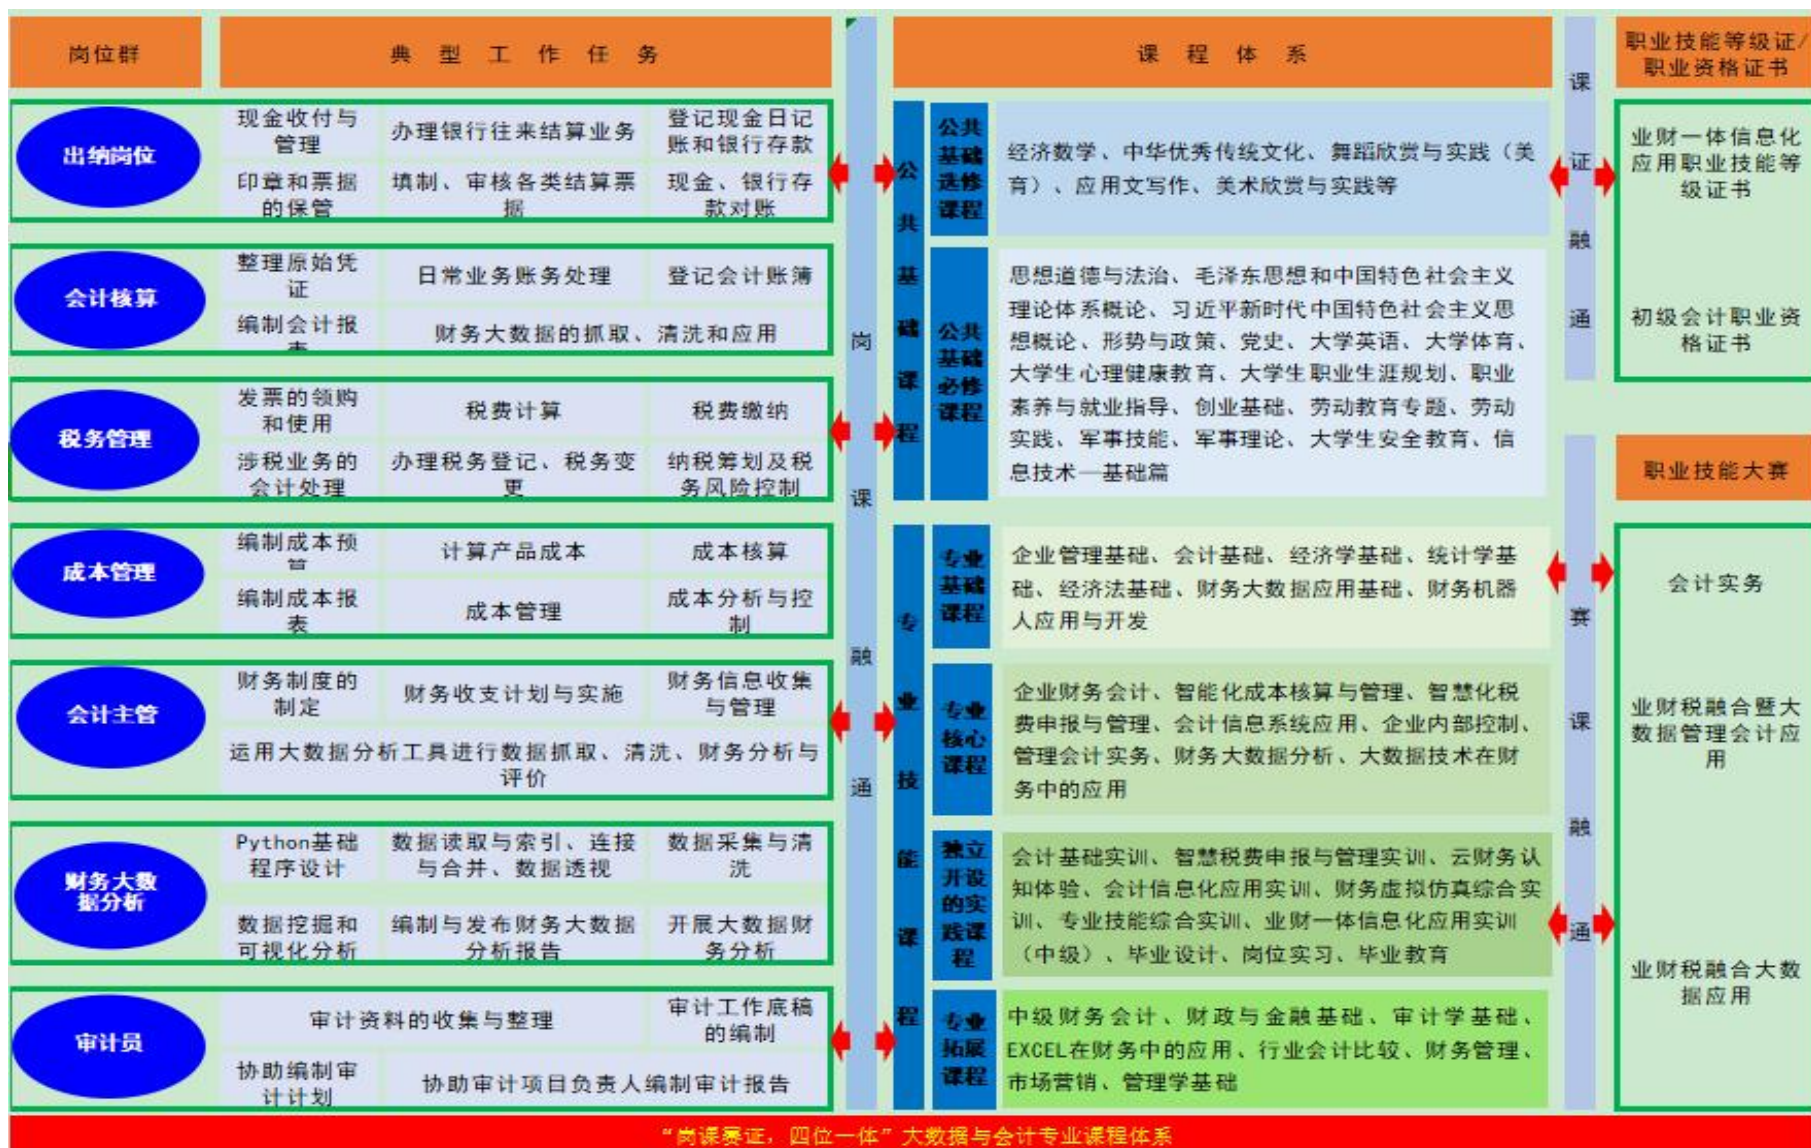 岗位群
典型工作任务
课程体系
职业技能等级证/
职业资格证书
出纳岗位
现金收付与
管理
办理银行往来结算业务
登记现金日记
账和银行存款
印章和票据
的保管
填制、审核各类结算票
据
现金、银行存
款对账
会计核算
整理原始凭
证
日常业务账务处理
登记会计账簿
编制会计报
财务大数据的抓取、清洗和应用
税务管理
发票的领购
和使用
税费计算
税费缴纳
涉税业务的
会计处理
办理税务登记、税务变
更
纳税筹划及税
务风险控制
成本管理
编制成本预
算
计算产品成本
成本核算
编制成本报
表
成本管理
成本分析与控
制
会计主管
财务制度的
制定
财务收支计划与实施
财务信息收集
与管理
运用大数据分析工具进行数据抓取、清洗、财务分析与
评价
财务大数
据分析
Python基础
程序设计
数据读取与索引、连接
与合并、数据透视
数据采集与清
洗
数据挖掘和
可视化分析
编制与发布财务大数据
分析报告
开展大数据财
务分析
审计员
审计资料的收集与整理
审计工作底稿
的编制
协助编制审
计计划
协助审计项目负责人编制审计报告
岗课融通
公共基础课程
公共
基础
选修
课程
经济数学、中华优秀传统文化、舞蹈欣赏与实践（美
育）、应用文写作、美术欣赏与实践等
公共
基础
必修
课程
思想道德与法治、毛泽东思想和中国特色社会主义
理论体系概论、习近平新时代中国特色社会主义思
想概论、形势与政策、党史、大学英语、大学体育、
大学生心理健康教育、大学生职业生涯规划、职业
素养与就业指导、创业基础、劳动教育专题、劳动
实践、军事技能、军事理论、大学生安全教育、信
息技术—基础篇
专业技能课程
专业
基础
课程
企业管理基础、会计基础、经济学基础、统计学基
础、经济法基础、财务大数据应用基础、财务机器
人应用与开发
专业
核心
课程
企业财务会计、智能化成本核算与管理、智慧化税
费申报与管理、会计信息系统应用、企业内部控制、
管理会计实务、财务大数据分析、大数据技术在财
务中的应用
独立
开设
的实
践课
程
会计基础实训、智慧税费申报与管理实训、云财务认
知体验、会计信息化应用实训、财务虚拟仿真综合实
训、专业技能综合实训、业财一体信息化应用实训
（中级）、毕业设计、岗位实习、毕业教育
专业
拓展
课程
中级财务会计、财政与金融基础、审计学基础、
EXCEL在财务中的应用、行业会计比较、财务管理、
市场营销、管理学基础
课证融通
业财一体信息化
应用职业技能等
级证书
初级会计职业资
格证书
赛课融通
职业技能大赛
会计实务
业财税融合暨大
数据管理会计应
用
业财税融合大数
据应用
“岗课赛证，四位一体”大数据与会计专业课程体系